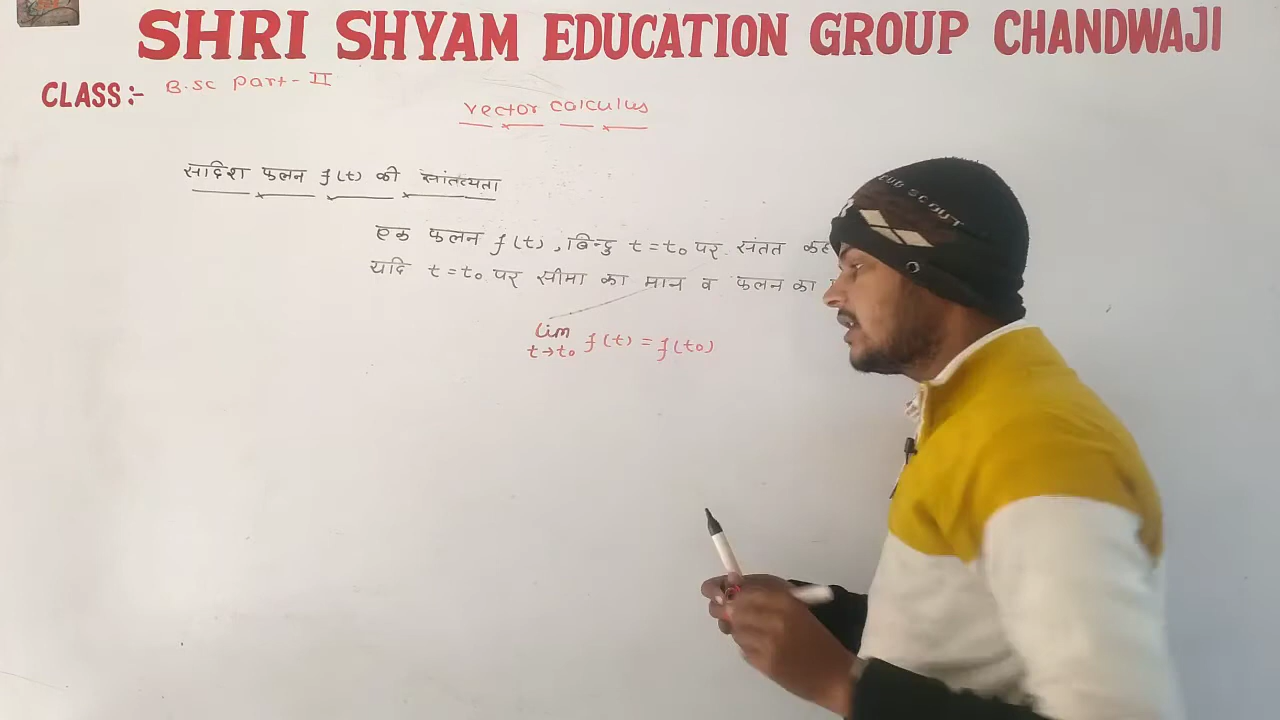 SHRI SHYAM EDUCATION GROUP CHANDWAJI
CLASS:- B.sc Part-II
vector calculus
सदिश फलन f(t) की सांतत्यता
एक फलन f(t), बिन्दु t=t₀ पर संतत
यदि t=t₀ पर सीमा का मान व फलन का
lim f(t) = f(t₀)
t→t₀